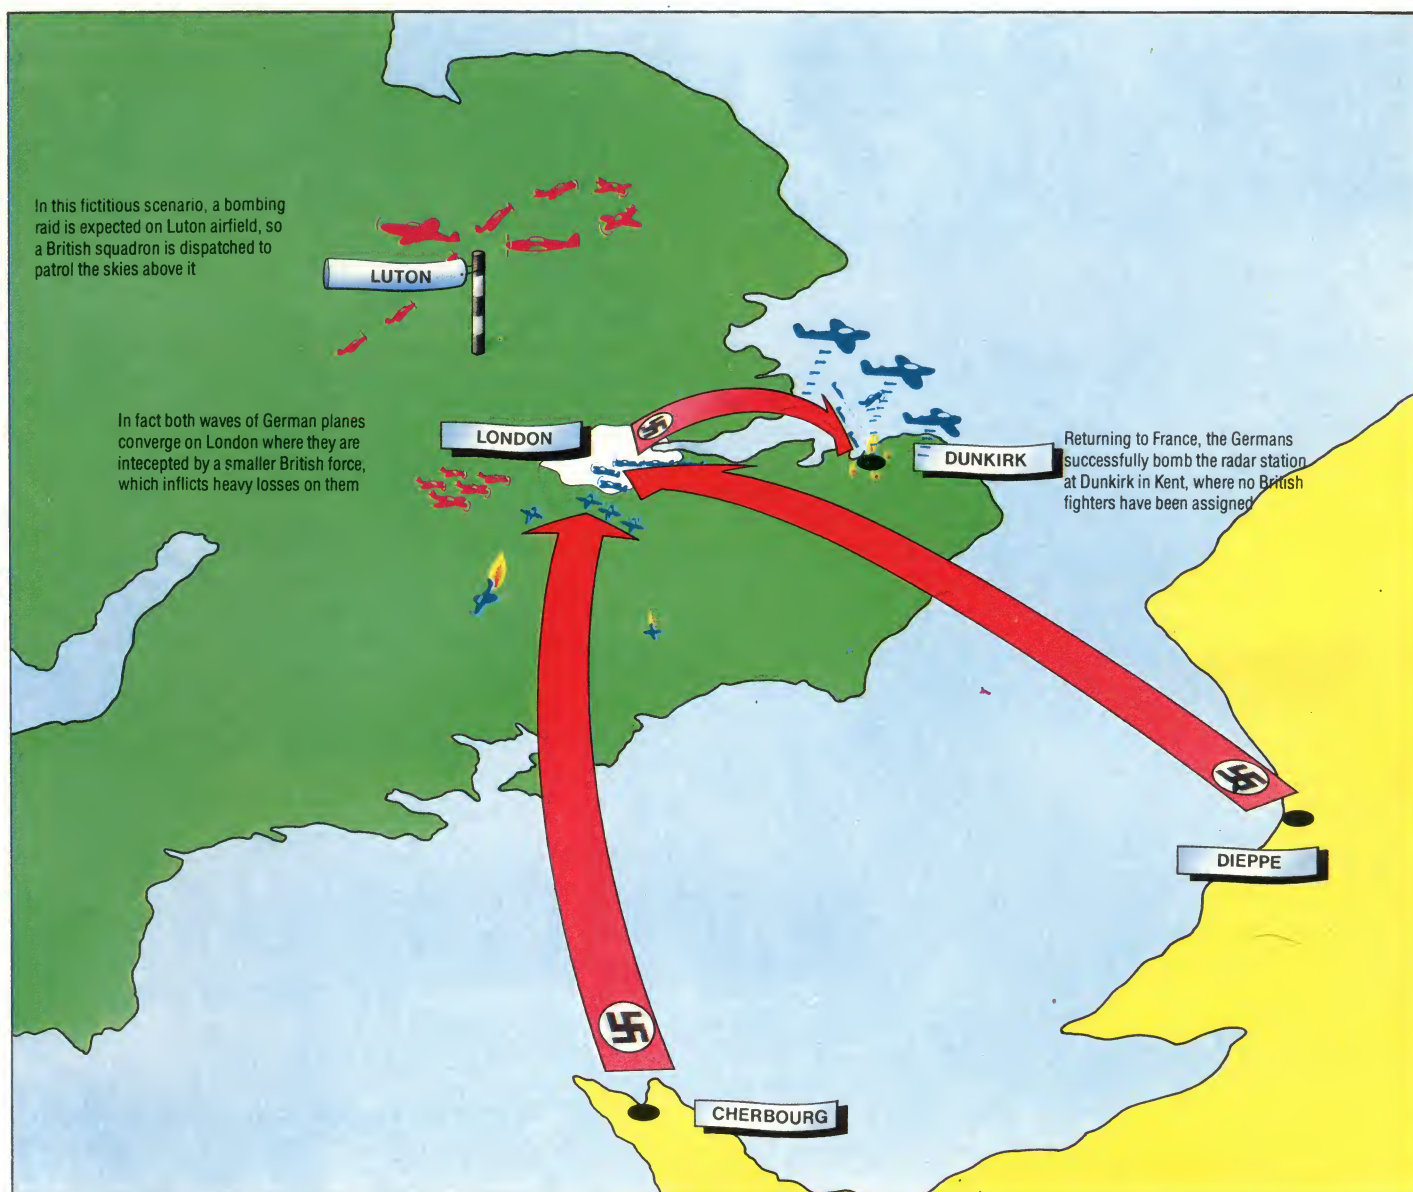 In this fictitious scenario, a bombing
raid is expected on Luton airfield, so
a British squadron is dispatched to
patrol the skies above it
LUTON
In fact both waves of German planes
converge on London where they are
intecepted by a smaller British force,
which inflicts heavy losses on them
LONDON
DUNKIRK
Returning to France, the Germans
successfully bomb the radar station
at Dunkirk in Kent, where no British
fighters have been assigned
DIEPPE
CHERBOURG